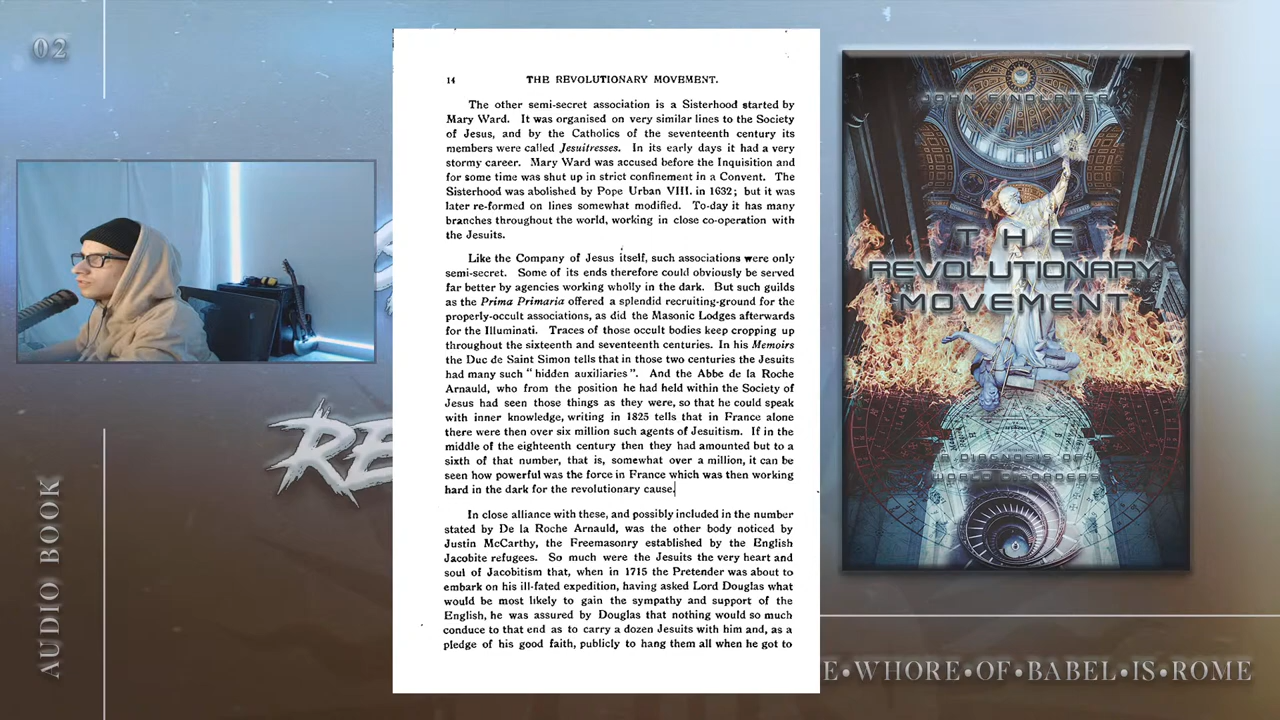 02
AUDIO BOOK
RE
14 THE REVOLUTIONARY MOVEMENT.
The other semi-secret association is a Sisterhood started by
Mary Ward. It was organised on very similar lines to the Society
of Jesus, and by the Catholics of the seventeenth century its
members were called Jesuitresses. In its early days it had a very
stormy career. Mary Ward was accused before the Inquisition and
for some time was shut up in strict confinement in a Convent. The
Sisterhood was abolished by Pope Urban VIII. in 1632; but it was
later re-formed on lines somewhat modified. To-day it has many
branches throughout the world, working in close co-operation with
the Jesuits.
Like the Company of Jesus itself, such associations were only
semi-secret. Some of its ends therefore could obviously be served
far better by agencies working wholly in the dark. But such guilds
as the Prima Primaria offered a splendid recruiting-ground for the
properly-occult associations, as did the Masonic Lodges afterwards
for the Illuminati. Traces of those occult bodies keep cropping up
throughout the sixteenth and seventeenth centuries. In his Memoirs
the Duc de Saint Simon tells that in those two centuries the Jesuits
had many such "hidden auxiliaries". And the Abbe de la Roche
Arnauld, who from the position he had held within the Society of
Jesus had seen those things as they were, so that he could speak
with inner knowledge, writing in 1825 tells that in France alone
there were then over six million such agents of Jesuitism. If in the
middle of the eighteenth century then they had amounted but to a
sixth of that number, that is, somewhat over a million, it can be
seen how powerful was the force in France which was then working
hard in the dark for the revolutionary cause.
In close alliance with these, and possibly included in the number
stated by De la Roche Arnauld, was the other body noticed by
Justin McCarthy, the Freemasonry established by the English
Jacobite refugees. So much were the Jesuits the very heart and
soul of Jacobitism that, when in 1715 the Pretender was about to
embark on his ill-fated expedition, having asked Lord Douglas what
would be most likely to gain the sympathy and support of the
English, he was assured by Douglas that nothing would so much
conduce to that end as to carry a dozen Jesuits with him and, as a
pledge of his good faith, publicly to hang them all when he got to
JOHN FINDLATER
THE
REVOLUTIONARY
MOVEMENT
A DIAGNOSIS OF
WORLD DISORDERS
E•WHORE•OF•BABEL•IS•ROME